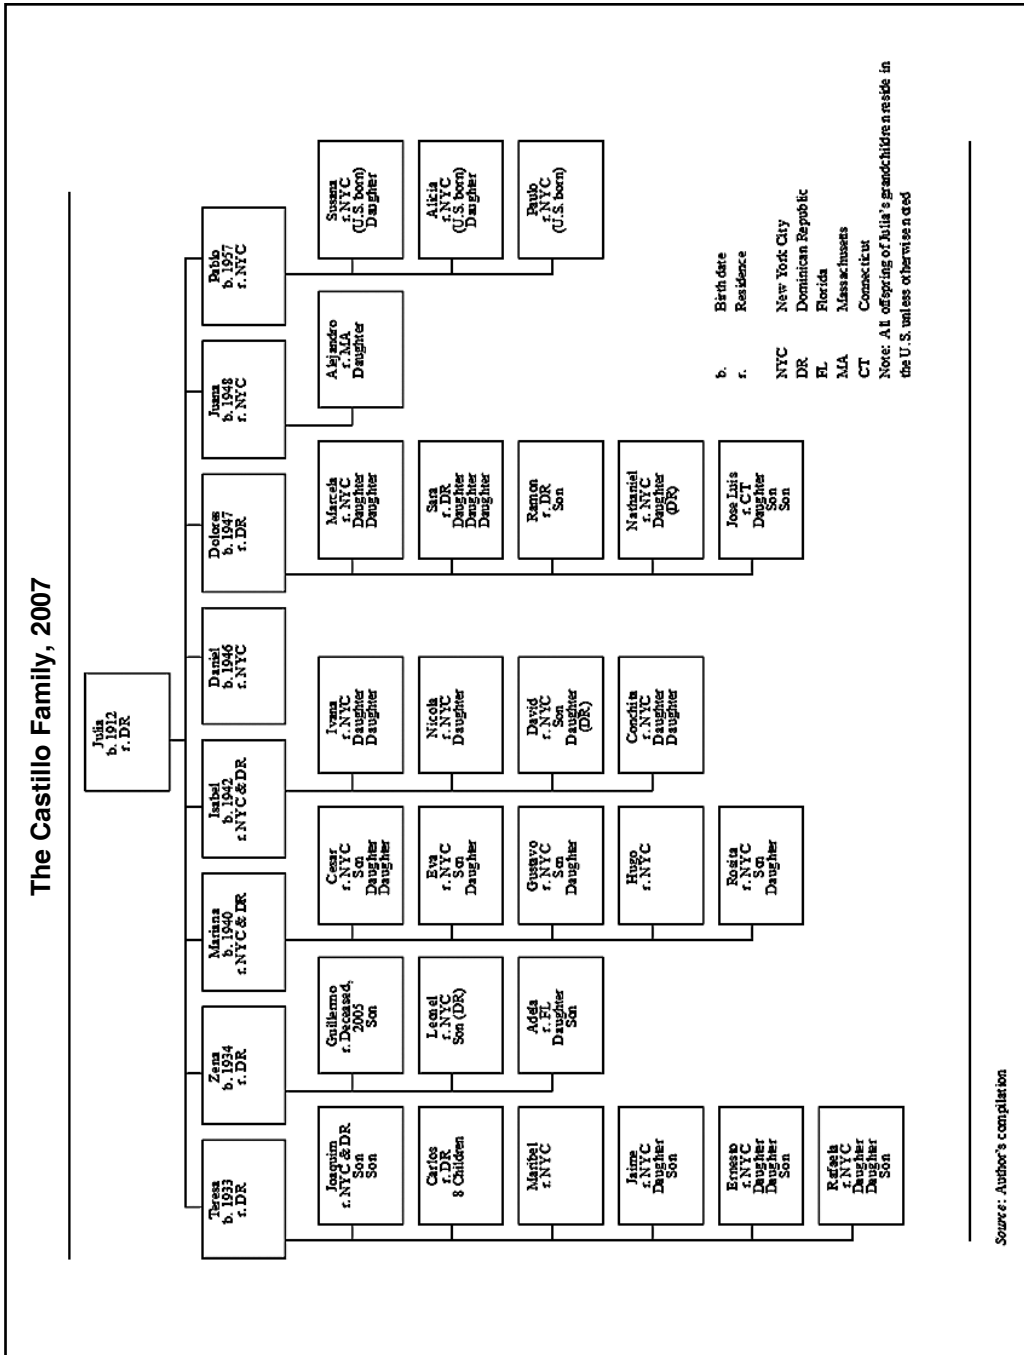 The Castillo Family, 2007
Julia
b. 1912
r. DR
Teresa
b. 1933
r. DR
Zena
b. 1934
r. DR
Mariana
b. 1940
r. NYC & DR
Isabel
b. 1942
r. NYC & DR
Daniel
b. 1946
r. NYC
Dolores
b. 1947
r. DR
Juana
b. 1948
r. NYC
Pablo
b. 1957
r. NYC
Joaquim
r. NYC & DR
Son
Son
Carlos
r. DR
8 Children
Maribel
r. NYC
Jaime
r. NYC
Daughter
Son
Ernesto
r. NYC
Daughter
Daughter
Son
Rafaela
r. NYC
Daughter
Daughter
Son
Guillermo
r. Deceased,
2005
Son
Leonel
r. NYC
Son (DR)
Adela
r. FL
Daughter
Son
Cesar
r. NYC
Son
Daughter
Daughter
Eva
r. NYC
Son
Daughter
Gustavo
r. NYC
Son
Daughter
Hugo
r. NYC
Rosita
r. NYC
Son
Daughter
Ivana
r. NYC
Daughter
Daughter
Nicola
r. NYC
Daughter
David
r. NYC
Son
Daughter
(DR)
Conchita
r. NYC
Daughter
Daughter
Marcela
r. NYC
Daughter
Daughter
Sara
r. DR
Daughter
Daughter
Daughter
Ramon
r. DR
Son
Nathaniel
r. NYC
Daughter
(DR)
Jose Luis
r. CT
Daughter
Son
Son
Alejandro
r. MA
Daughter
Susana
r. NYC
(U.S. born)
Daughter
Alicia
r. NYC
(U.S. born)
Daughter
Paulo
r. NYC
(U.S. born)
b. Birth date
r. Residence
NYC New York City
DR Dominican Republic
FL Florida
MA Massachusetts
CT Connecticut
Note: All offspring of Julia's grandchildren reside in
the U.S. unless otherwise noted
Source: Author's compilation